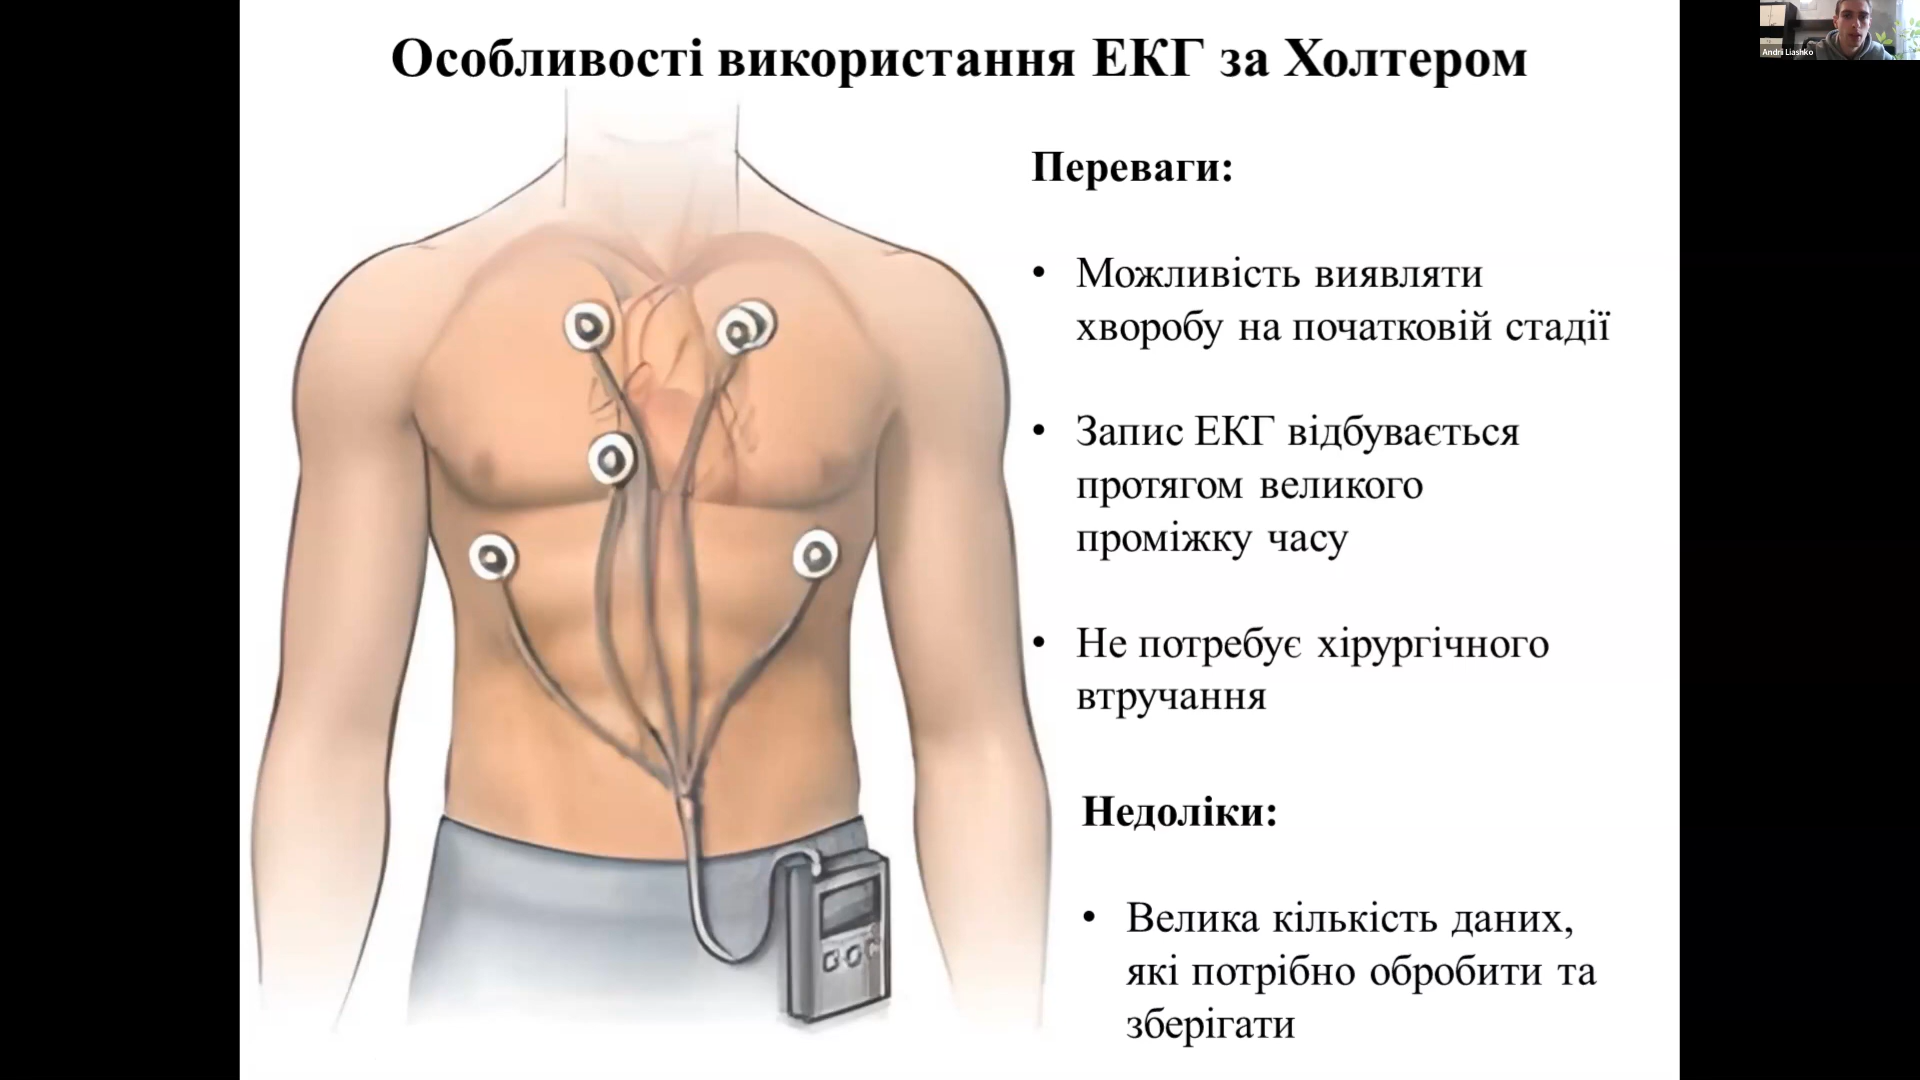 Особливості використання ЕКГ за Холтером
Andrii Liashko
Переваги:
• Можливість виявляти
хворобу на початковій стадії
• Запис ЕКГ відбувається
протягом великого
проміжку часу
• Не потребує хірургічного
втручання
Недоліки:
• Велика кількість даних,
які потрібно обробити та
зберігати